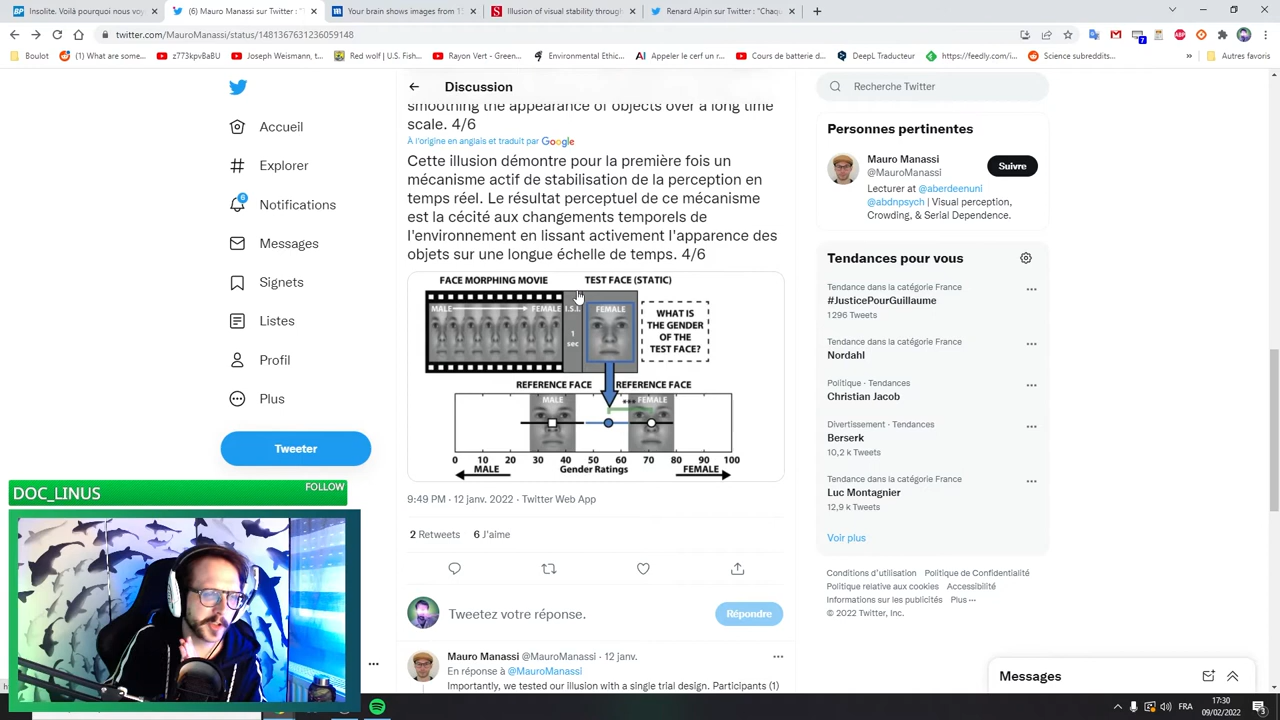 Insolite. Voilà pourquoi nous voy
(2) Mauro Manassi sur Twitter : "T
Your brain shows images from 15
Illusion of visual stability through
Renard Alpin sur Twitter : "Chaq
twitter.com/MauroManassi/status/1481367631236059148
Boulot
(1) What are some...
z773kpvBaBU
Joseph Weismann, t...
Red wolf | U.S. Fish...
Rayon Vert - Green...
Environmental Ethic...
Appeler le cerf un r...
Cours de batterie d...
DeepL Traducteur
https://feedly.com/i...
Science subreddits...
Autres favoris
Accueil
Explorer
Notifications
Messages
Signets
Listes
Profil
Plus
Tweeter
Discussion
smoothing the appearance of objects over a long time
scale. 4/6
À l'origine en anglais et traduit par Google
Cette illusion démontre pour la première fois un
mécanisme actif de stabilisation de la perception en
temps réel. Le résultat perceptuel de ce mécanisme
est la cécité aux changements temporels de
l'environnement en lissant activement l'apparence des
objets sur une longue échelle de temps. 4/6
FACE MORPHING MOVIE
TEST FACE (STATIC)
MALE
FEMALE
I.S.I.
FEMALE
1
sec
WHAT IS
THE GENDER
OF THE
TEST FACE?
REFERENCE FACE
REFERENCE FACE
MALE
***
FEMALE
0 10 20 30 40 50 60 70 80 90 100
MALE
Gender Ratings
FEMALE
9:49 PM · 12 janv. 2022 · Twitter Web App
2 Retweets 6 J'aime
Tweetez votre réponse.
Répondre
Mauro Manassi @MauroManassi · 12 janv.
En réponse à @MauroManassi
Importantly, we tested our illusion with a single trial design. Participants (1)
Recherche Twitter
Personnes pertinentes
Mauro Manassi
@MauroManassi
Suivre
Lecturer at @aberdeenuni
@abdnpsych | Visual perception,
Crowding, & Serial Dependence.
Tendances pour vous
Tendance dans la catégorie France
#JusticePourGuillaume
1 296 Tweets
Tendance dans la catégorie France
Nordahl
Politique · Tendances
Christian Jacob
Divertissement · Tendances
Berserk
10,2 k Tweets
Tendance dans la catégorie France
Luc Montagnier
12,9 k Tweets
Voir plus
Conditions d'utilisation Politique de Confidentialité
Politique relative aux cookies Accessibilité
Informations sur les publicités Plus ···
© 2022 Twitter, Inc.
Messages
DOC_LINUS
FOLLOW
FRA
17:30
09/02/2022